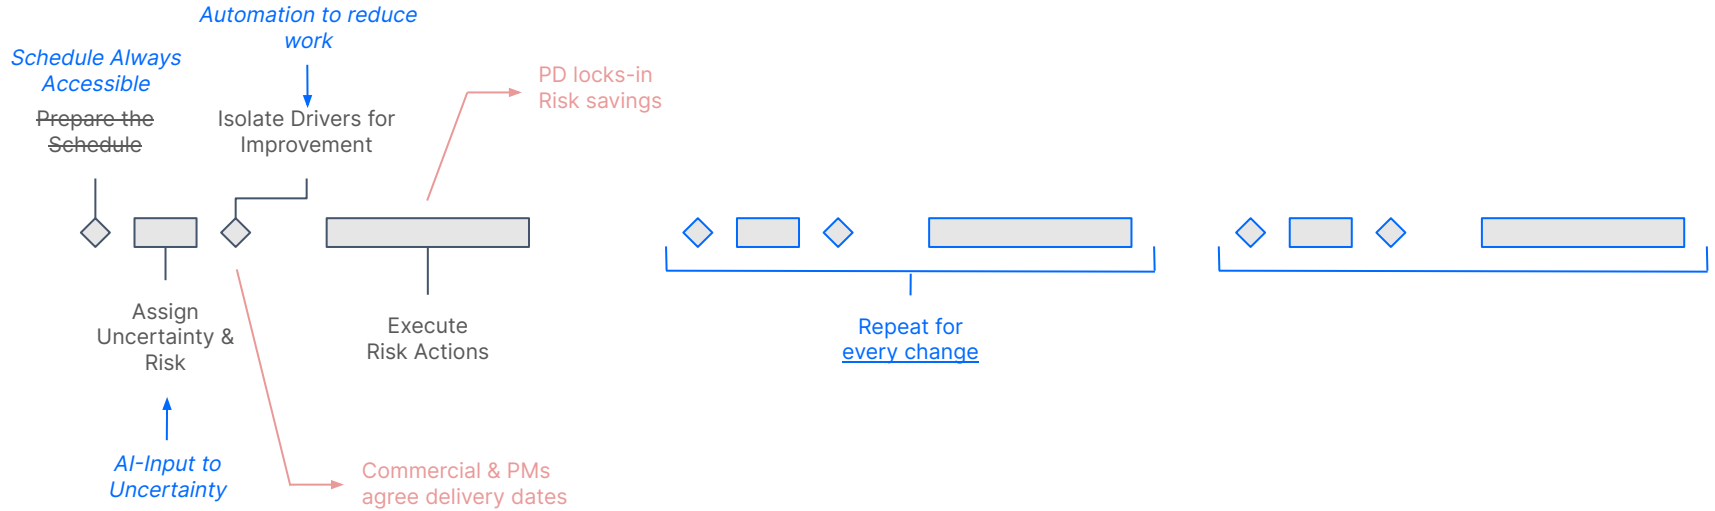 Automation to reduce
work
Schedule Always
Accessible
Prepare the
Schedule
Isolate Drivers for
Improvement
PD locks-in
Risk savings
Assign
Uncertainty &
Risk
Execute
Risk Actions
Repeat for
every change
AI-Input to
Uncertainty
Commercial & PMs
agree delivery dates